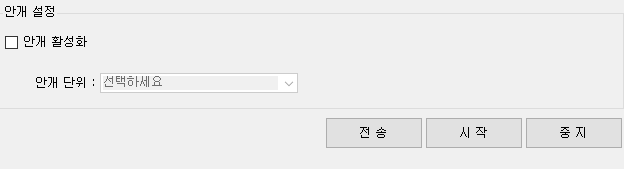 안개 설정
안개 활성화
안개 단위 : 선택하세요
전 송 시 작 중 지